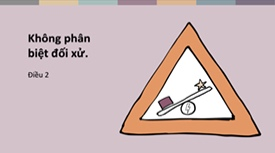 Không phân
biệt đối xử.
Điều 2